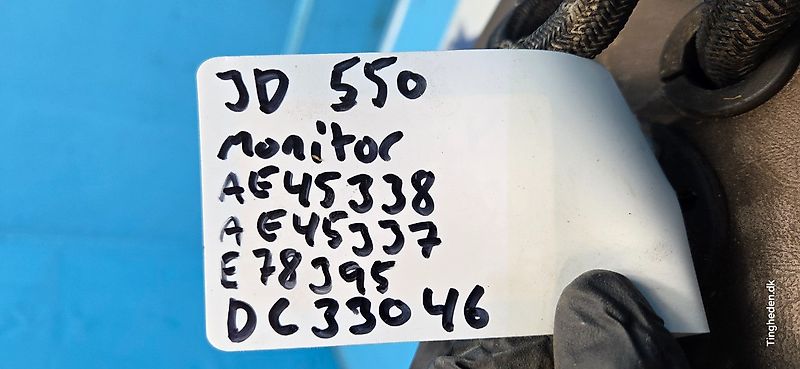 JD 550
monitor
AE45338
AE45337
E78395
DC33046
Tingheden.dk